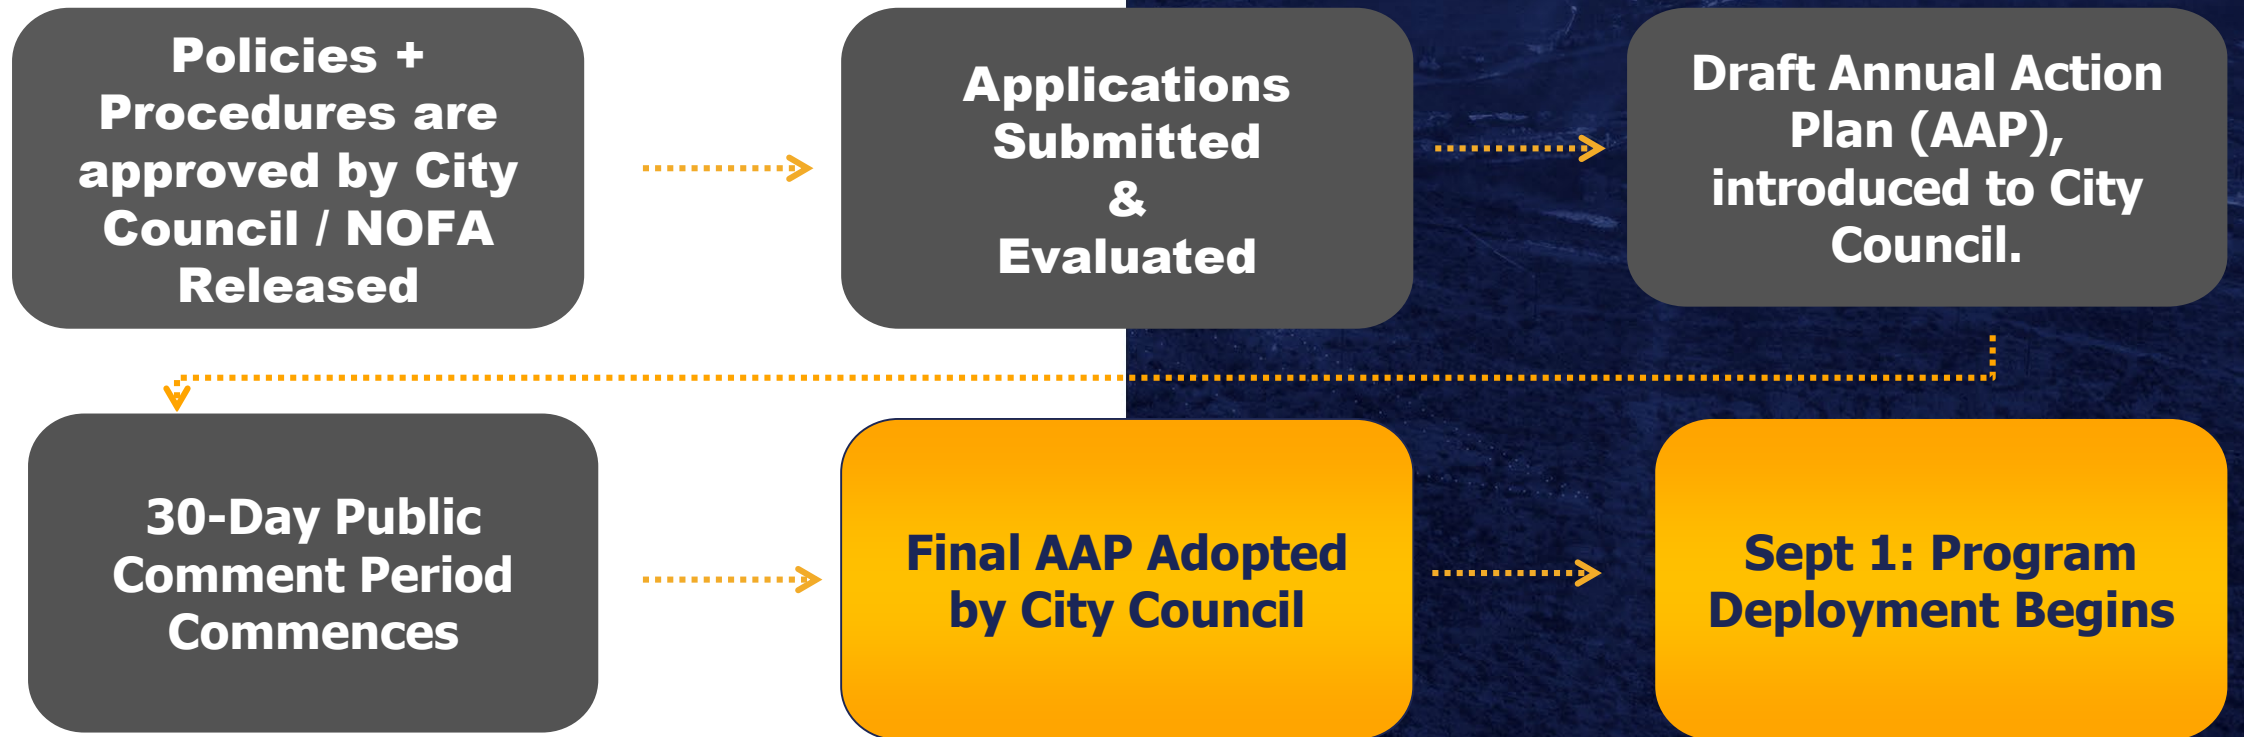 Policies +
Procedures are
approved by City
Council / NOFA
Released
Applications
Submitted
&
Evaluated
Draft Annual Action
Plan (AAP),
introduced to City
Council.
30-Day Public
Comment Period
Commences
Final AAP Adopted
by City Council
Sept 1: Program
Deployment Begins